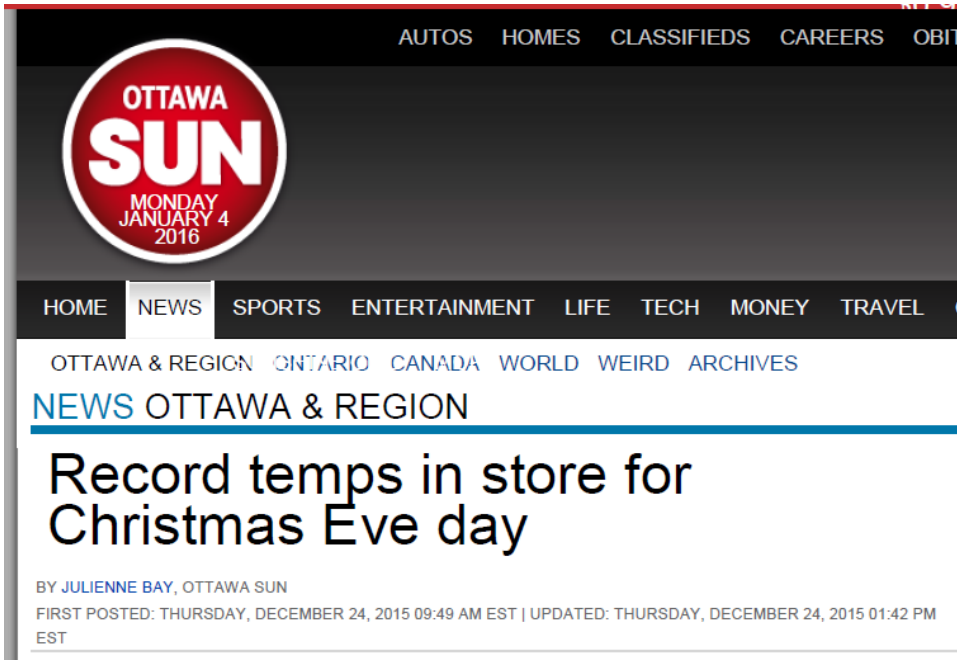 AUTOS HOMES CLASSIFIEDS CAREERS
OTTAWA
SUN
MONDAY
JANUARY 4
2016
HOME NEWS SPORTS ENTERTAINMENT LIFE TECH MONEY TRAVEL
OTTAWA & REGION ONTARIO CANADA WORLD WEIRD ARCHIVES
NEWS OTTAWA & REGION
Record temps in store for
Christmas Eve day
BY JULIENNE BAY, OTTAWA SUN
FIRST POSTED: THURSDAY, DECEMBER 24, 2015 09:49 AM EST | UPDATED: THURSDAY, DECEMBER 24, 2015 01:42 PM
EST